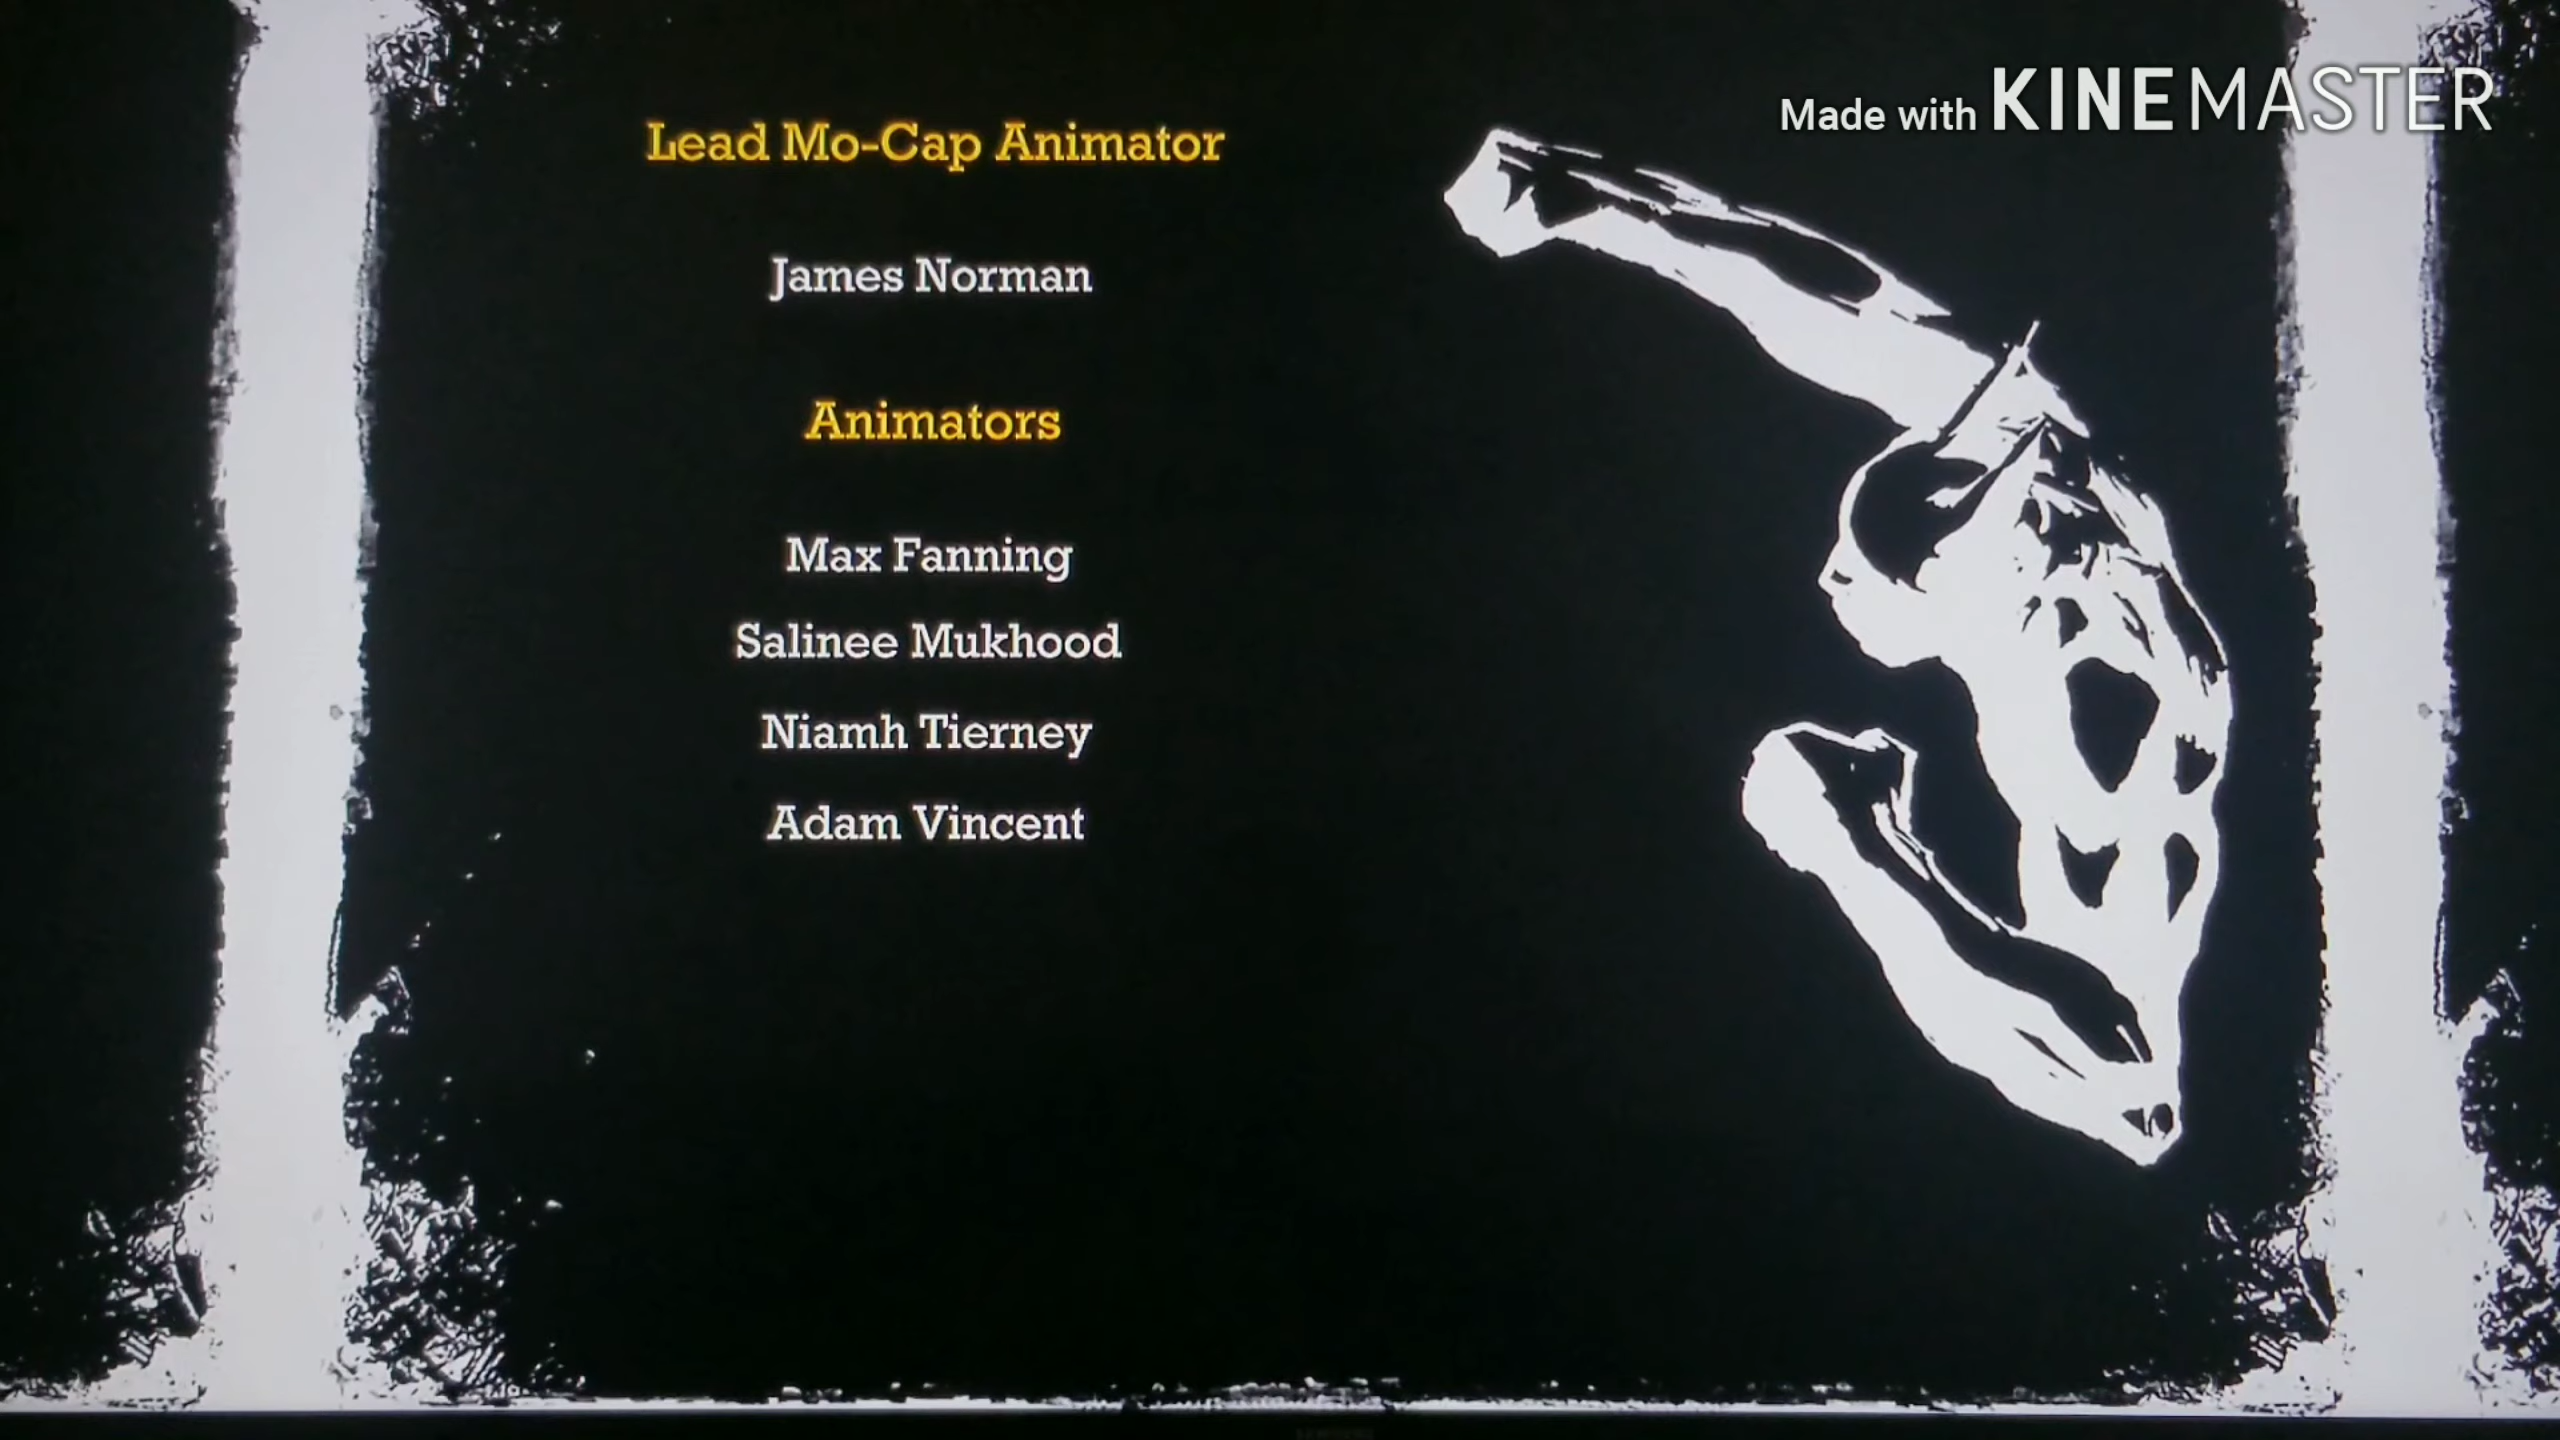 Made with KINEMASTER
Lead Mo-Cap Animator
James Norman
Animators
Max Fanning
Salinee Mukhood
Niamh Tierney
Adam Vincent